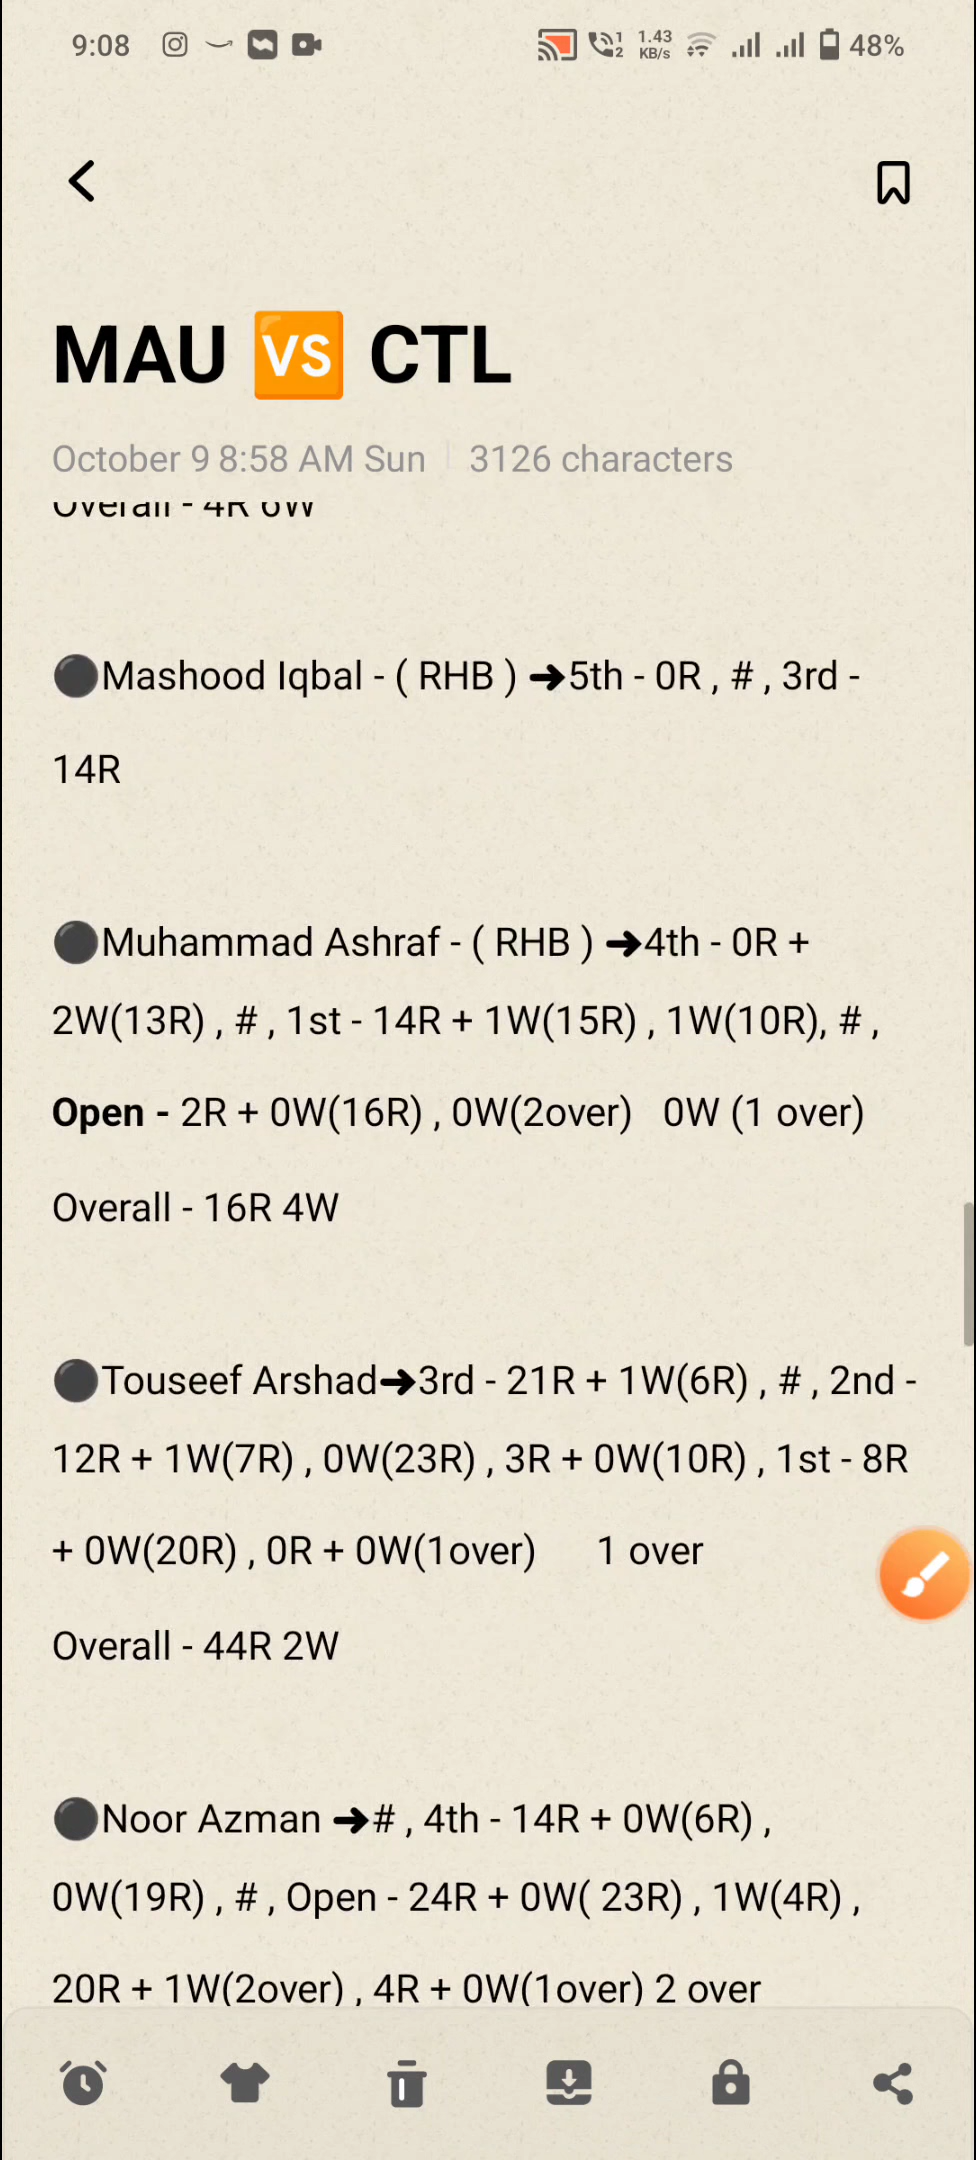 9:08
1.43
KB/s
48%
MAU VS CTL
October 9 8:58 AM Sun | 3126 characters
Overall - 4R 6W
Mashood Iqbal - ( RHB ) ➔5th - 0R , # , 3rd -
14R
Muhammad Ashraf - ( RHB ) ➔4th - 0R +
2W(13R) , # , 1st - 14R + 1W(15R) , 1W(10R), # ,
Open - 2R + 0W(16R) , 0W(2over) 0W (1 over)
Overall - 16R 4W
Touseef Arshad➔3rd - 21R + 1W(6R) , # , 2nd -
12R + 1W(7R) , 0W(23R) , 3R + 0W(10R) , 1st - 8R
+ 0W(20R) , 0R + 0W(1over) 1 over
Overall - 44R 2W
Noor Azman ➔# , 4th - 14R + 0W(6R) ,
0W(19R) , # , Open - 24R + 0W( 23R) , 1W(4R) ,
20R + 1W(2over) , 4R + 0W(1over) 2 over